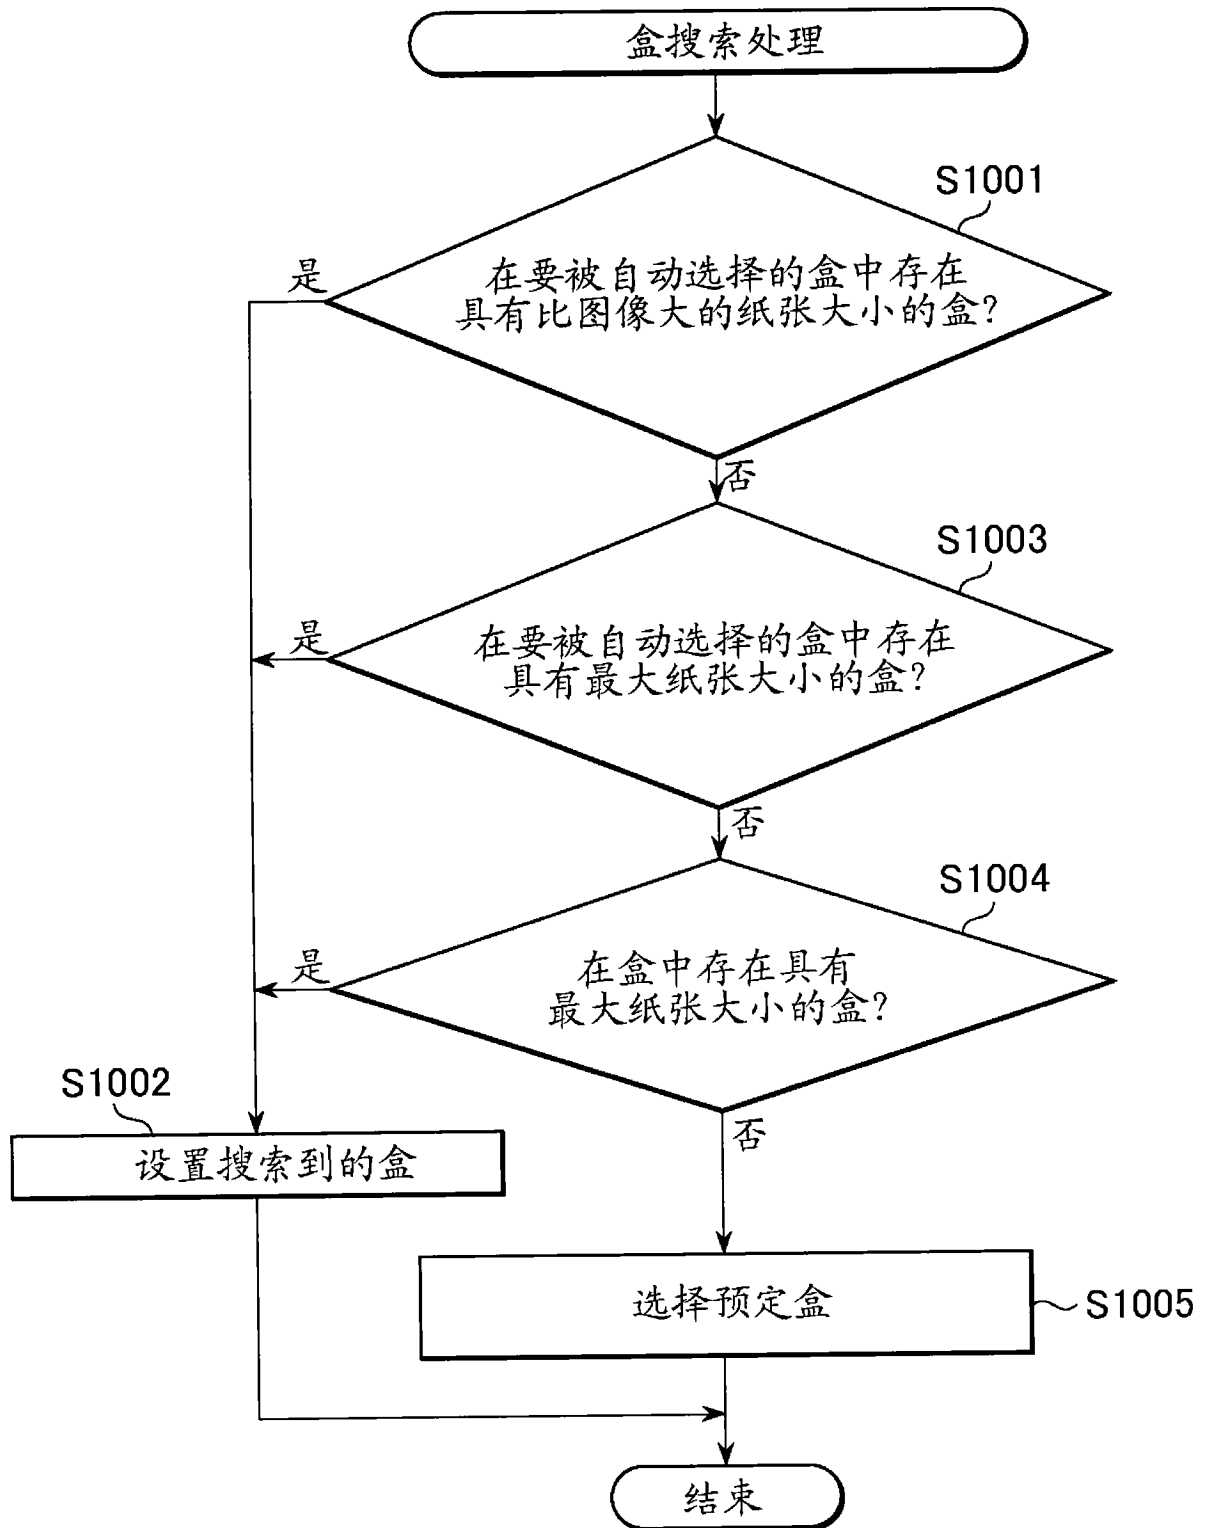 盒搜索处理
S1001
是
在要被自动选择的盒中存在
具有比图像大的纸张大小的盒?
否
S1003
是
在要被自动选择的盒中存在
具有最大纸张大小的盒?
否
S1004
是
在盒中存在具有
最大纸张大小的盒?
S1002
否
设置搜索到的盒
选择预定盒
S1005
结束